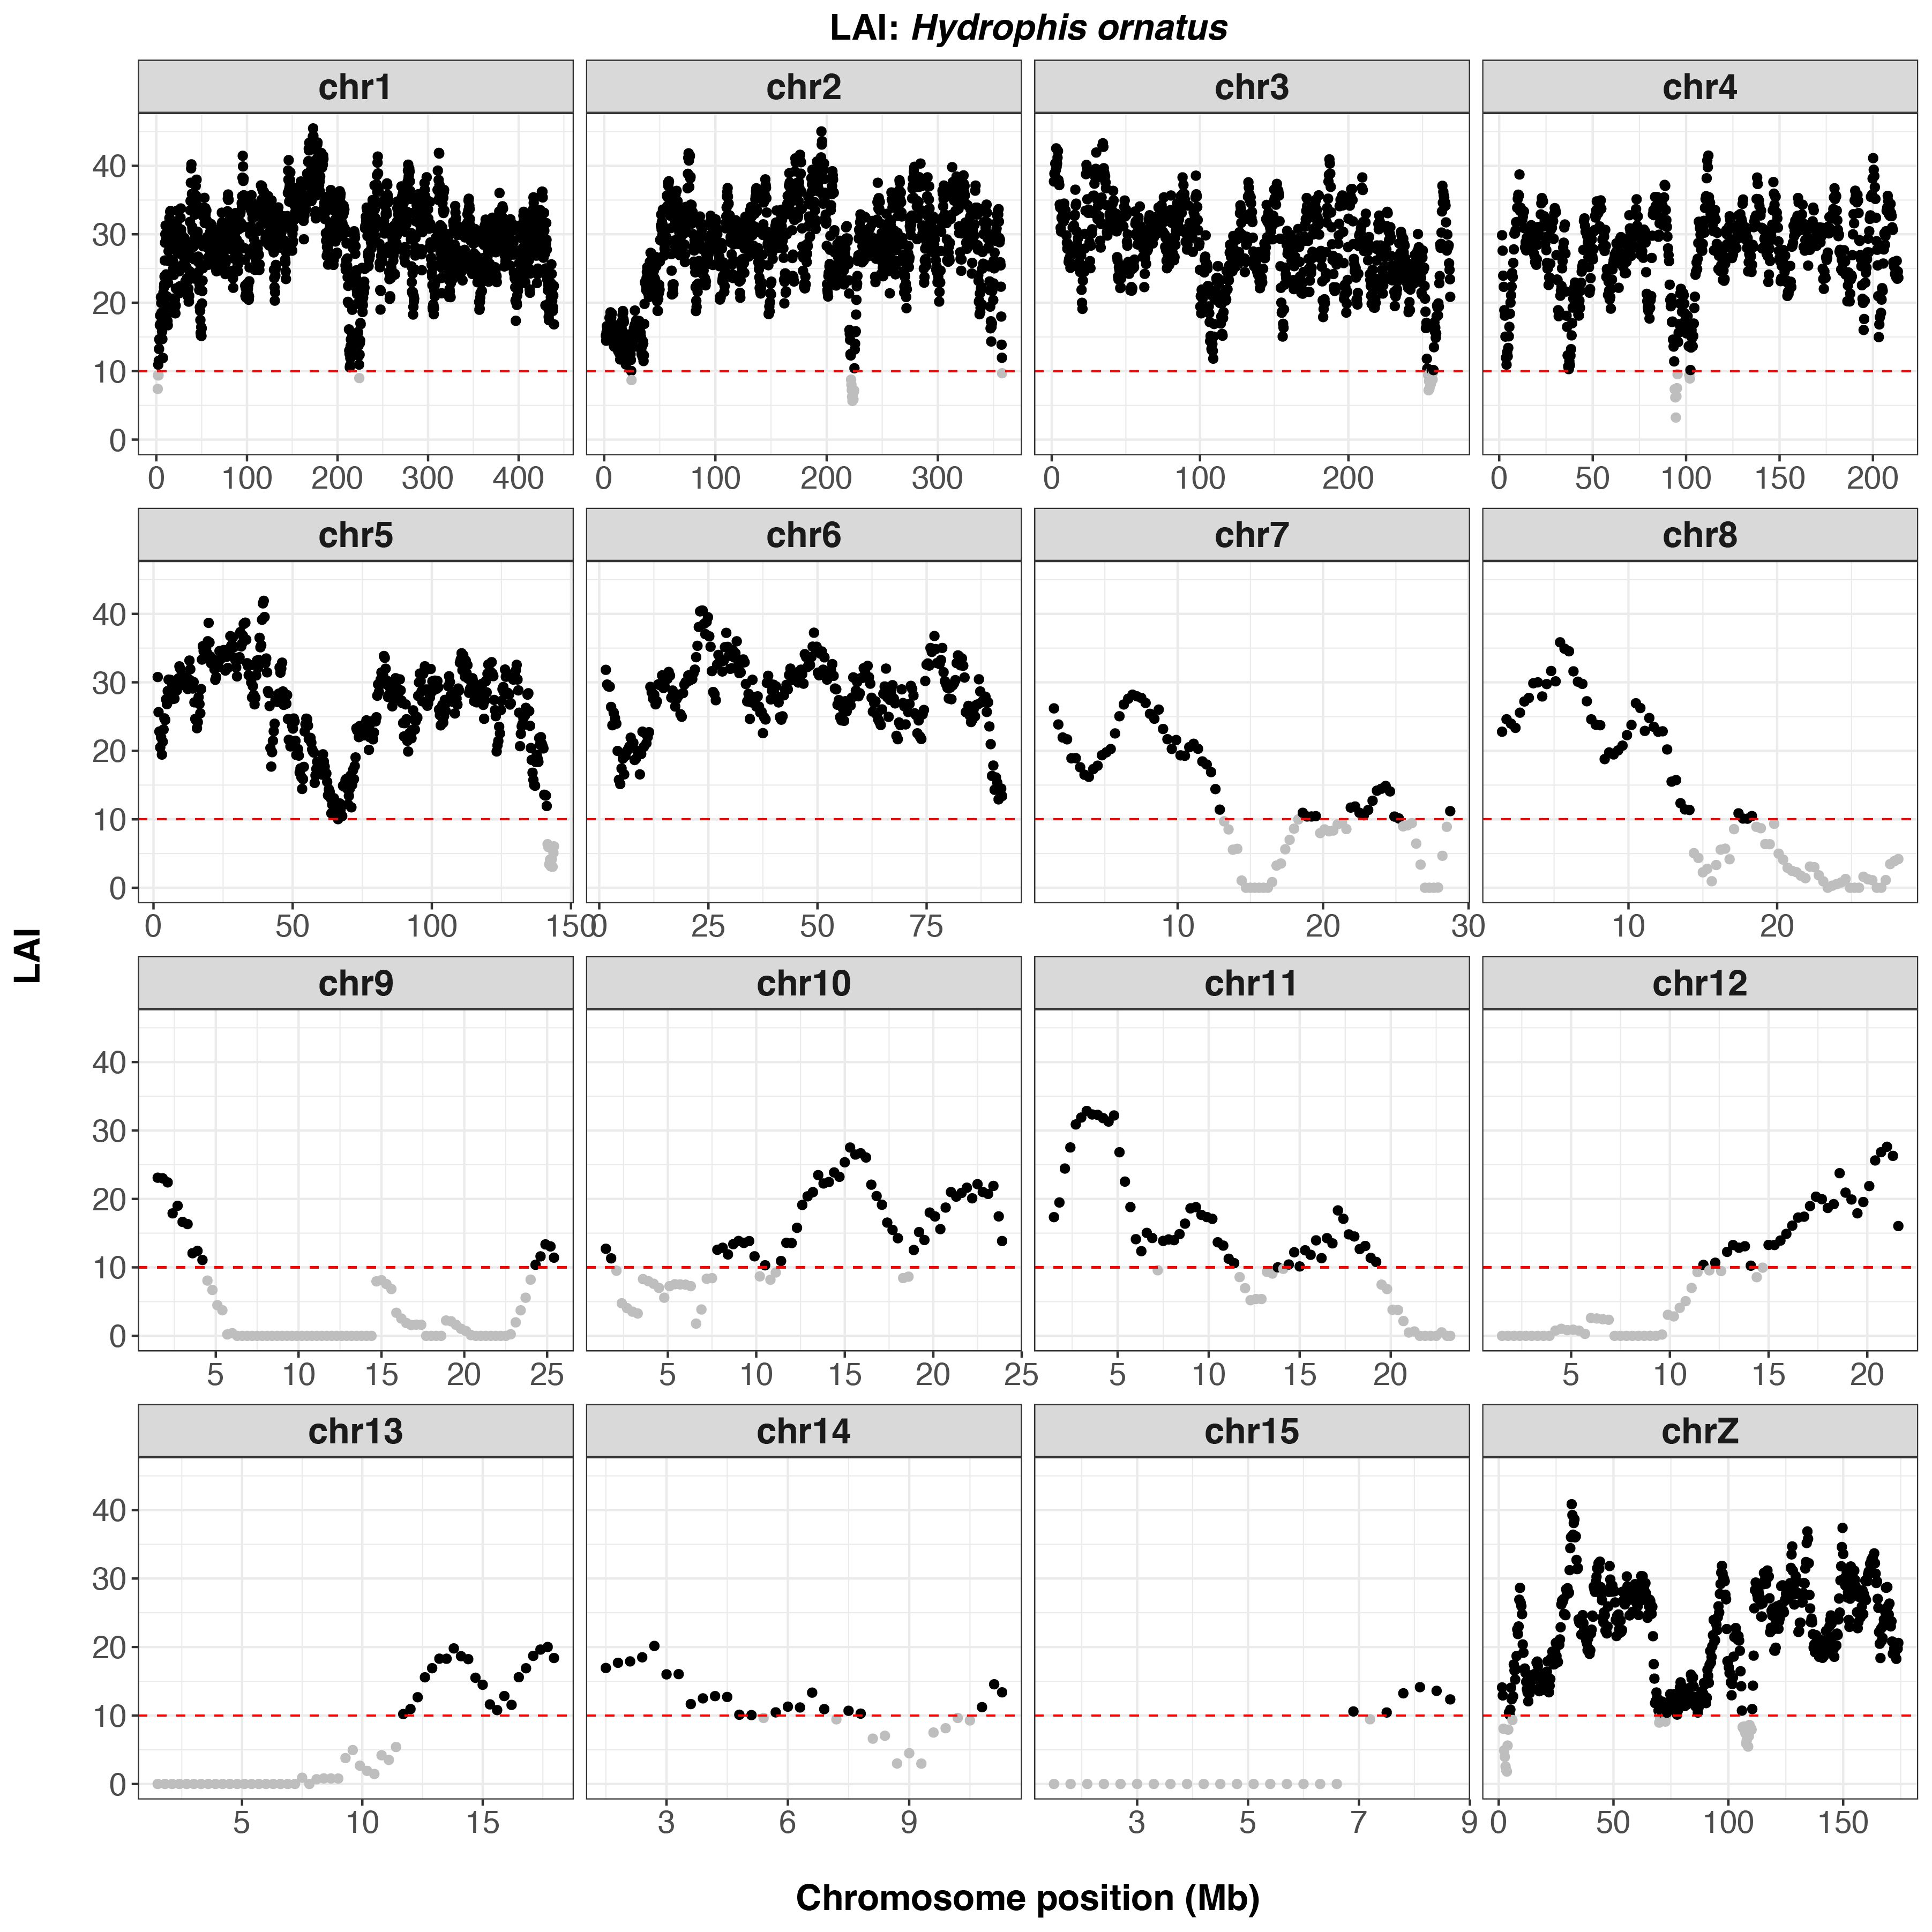 LAI: Hydrophis ornatus
chr1 chr2 chr3 chr4
40
30
20
10
0
0 100 200 300 400 0 100 200 300 0 100 200 0 50 100 150 200
chr5 chr6 chr7 chr8
40
30
20
10
0
0 50 100 150 0 25 50 75 10 20 30 10 20
LAI
chr9 chr10 chr11 chr12
40
30
20
10
0
5 10 15 20 25 5 10 15 20 25 5 10 15 20 5 10 15 20
chr13 chr14 chr15 chrZ
40
30
20
10
0
5 10 15 3 6 9 3 5 7 9 0 50 100 150
Chromosome position (Mb)